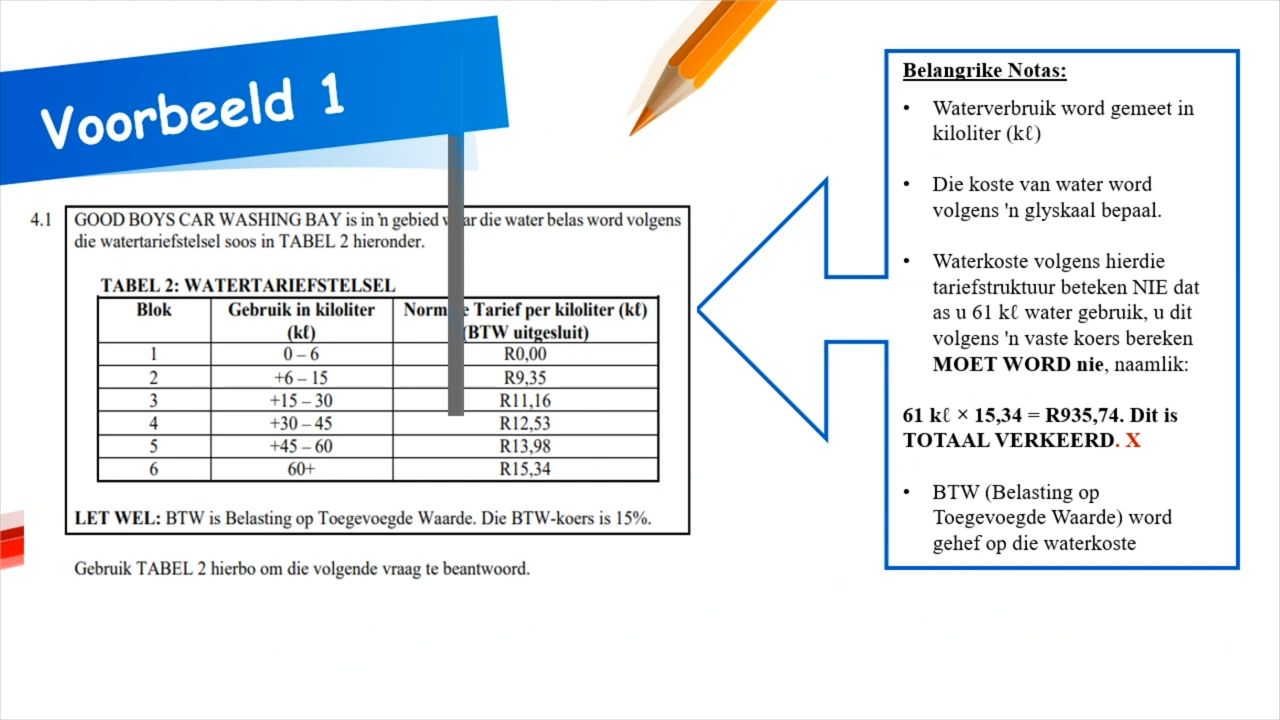 Voorbeeld 1
4.1 GOOD BOYS CAR WASHING BAY is in 'n gebied die water belas word volgens
die watertariefstelsel soos in TABEL 2 hieronder.
TABEL 2: WATERTARIEFSTELSEL
Blok Gebruik in kiloliter (kℓ) Tarief per kiloliter (kℓ) (BTW uitgesluit)
1 0 – 6 R0,00
2 +6 – 15 R9,35
3 +15 – 30 R11,16
4 +30 – 45 R12,53
5 +45 – 60 R13,98
6 60+ R15,34
LET WEL: BTW is Belasting op Toegevoegde Waarde. Die BTW-koers is 15%.
Gebruik TABEL 2 hierbo om die volgende vraag te beantwoord.
Belangrike Notas:
• Waterverbruik word gemeet in
kiloliter (kℓ)
• Die koste van water word
volgens 'n glyskaal bepaal.
• Waterkoste volgens hierdie
tariefstruktuur beteken NIE dat
as u 61 kℓ water gebruik, u dit
volgens 'n vaste koers bereken
MOET WORD nie, naamlik:
61 kℓ × 15,34 = R935,74. Dit is
TOTAAL VERKEERD. X
• BTW (Belasting op
Toegevoegde Waarde) word
gehef op die waterkoste